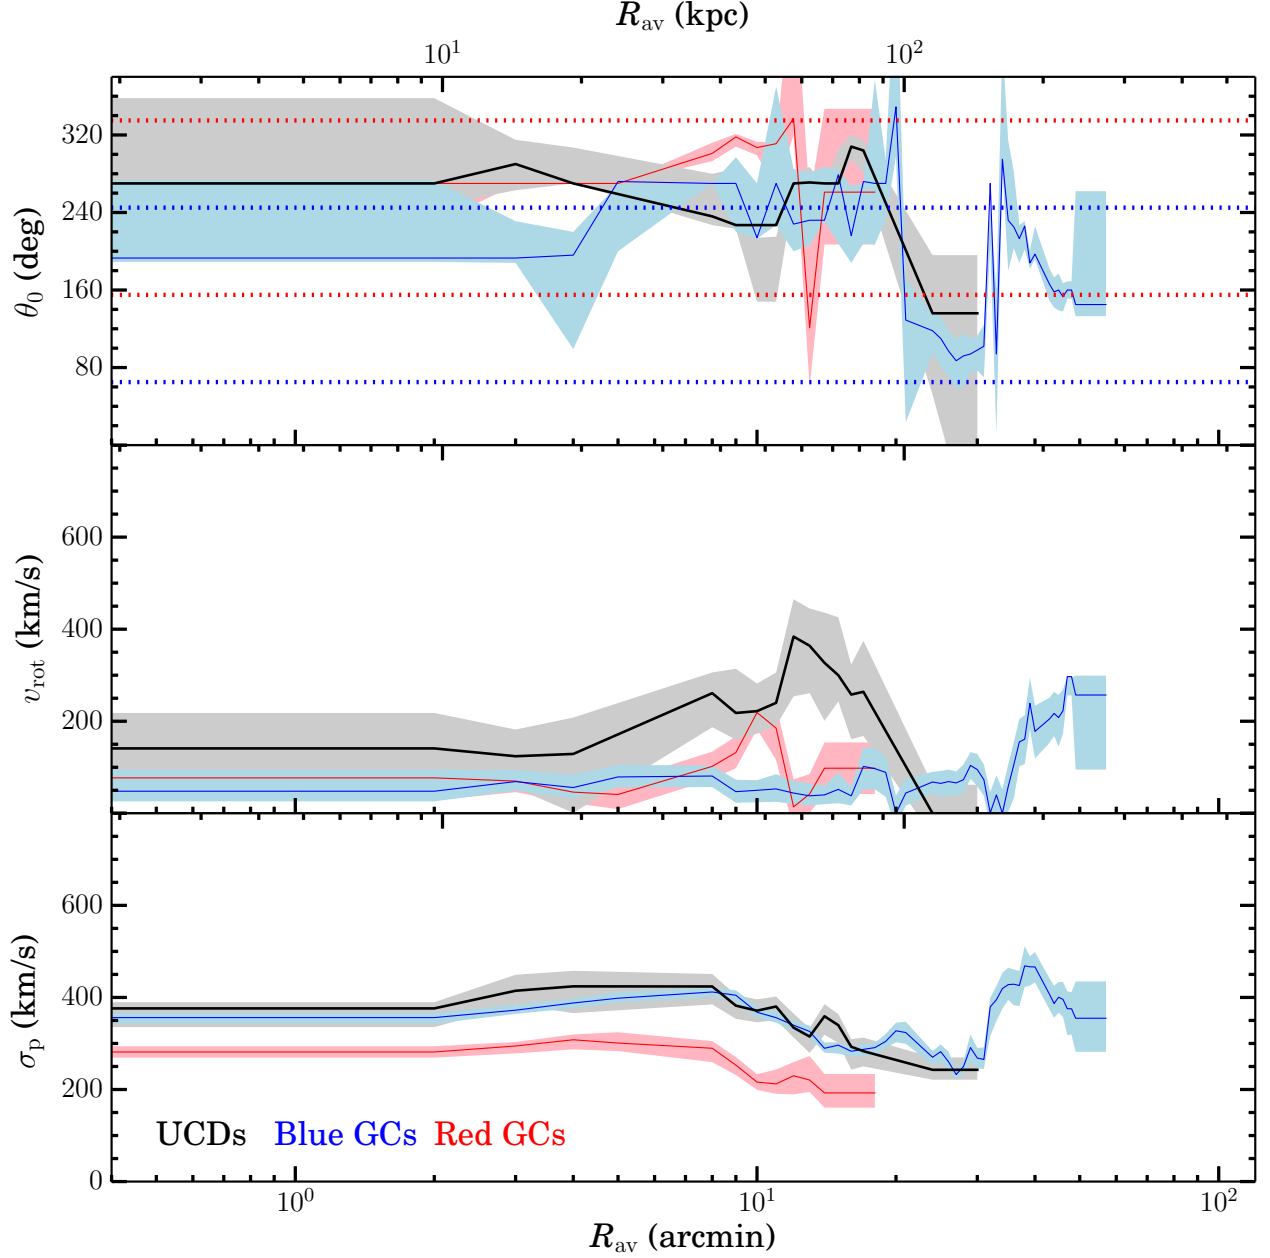 R_av (kpc)
10^1 10^2
320
240
160
80
θ_0 (deg)
600
400
200
v_rot (km/s)
600
400
200
0
σ_p (km/s)
UCDs Blue GCs Red GCs
10^0 10^1 10^2
R_av (arcmin)